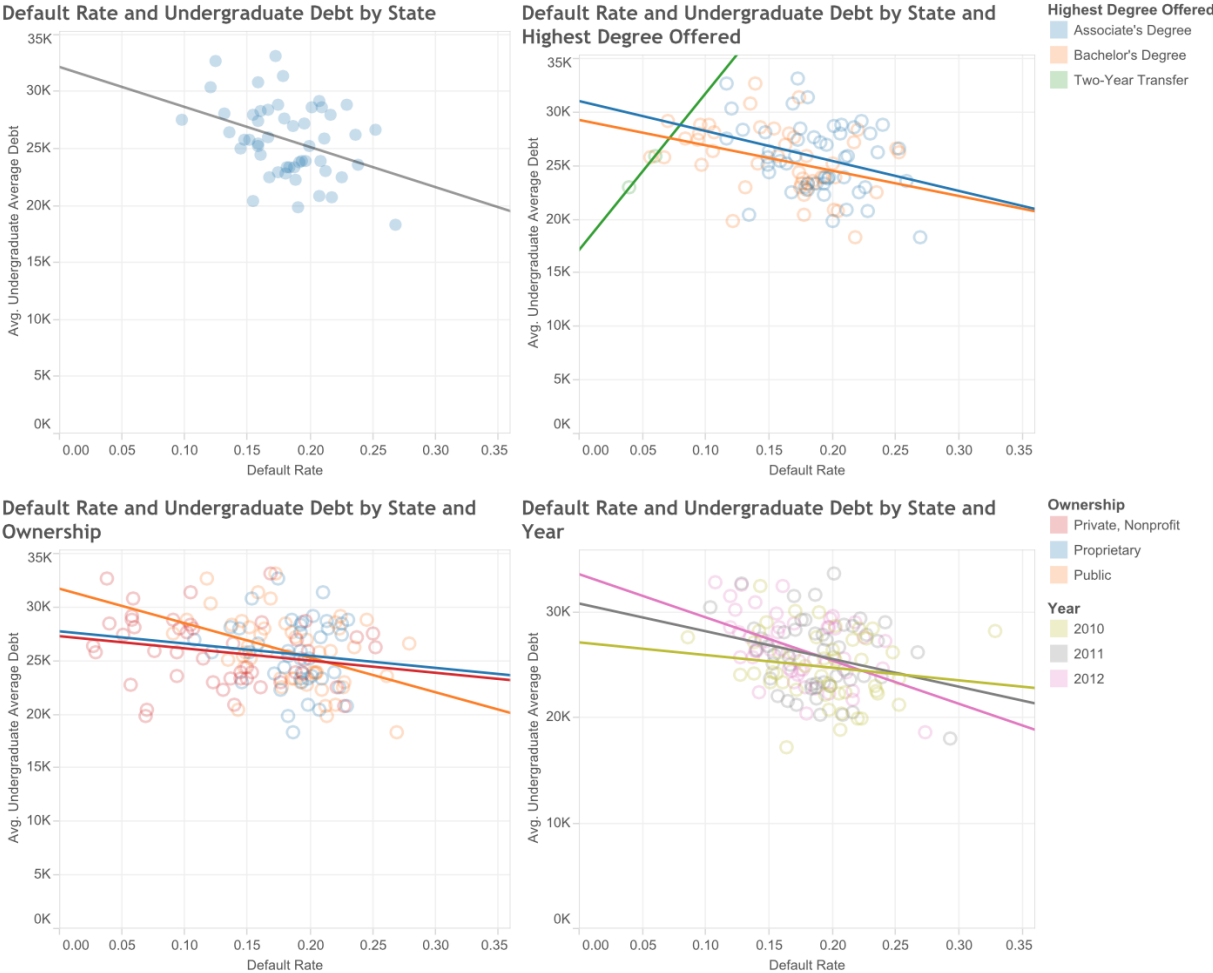 Default Rate and Undergraduate Debt by State
35K
30K
25K
20K
15K
10K
5K
0K
Avg. Undergraduate Average Debt
0.00 0.05 0.10 0.15 0.20 0.25 0.30 0.35
Default Rate
Default Rate and Undergraduate Debt by State and
Highest Degree Offered
35K
30K
25K
20K
15K
10K
5K
0K
Avg. Undergraduate Average Debt
0.00 0.05 0.10 0.15 0.20 0.25 0.30 0.35
Default Rate
Highest Degree Offered
Associate's Degree
Bachelor's Degree
Two-Year Transfer
Default Rate and Undergraduate Debt by State and
Ownership
35K
30K
25K
20K
15K
10K
5K
0K
Avg. Undergraduate Average Debt
0.00 0.05 0.10 0.15 0.20 0.25 0.30 0.35
Default Rate
Default Rate and Undergraduate Debt by State and
Year
30K
20K
10K
0K
Avg. Undergraduate Average Debt
0.00 0.05 0.10 0.15 0.20 0.25 0.30 0.35
Default Rate
Ownership
Private, Nonprofit
Proprietary
Public
Year
2010
2011
2012